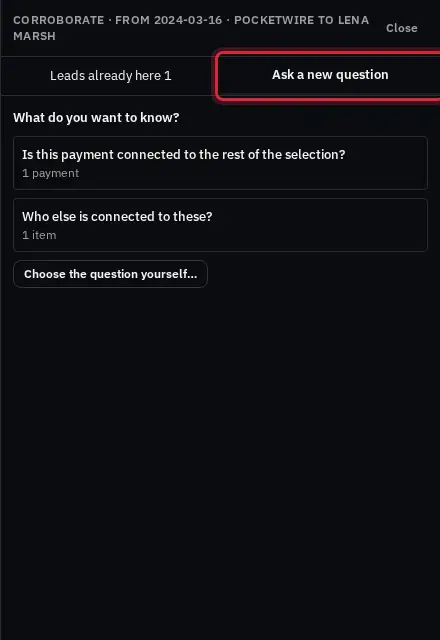 CORROBORATE · FROM 2024-03-16 · POCKETWIRE TO LENA
MARSH
Close
Leads already here 1
Ask a new question
What do you want to know?
Is this payment connected to the rest of the selection?
1 payment
Who else is connected to these?
1 item
Choose the question yourself...